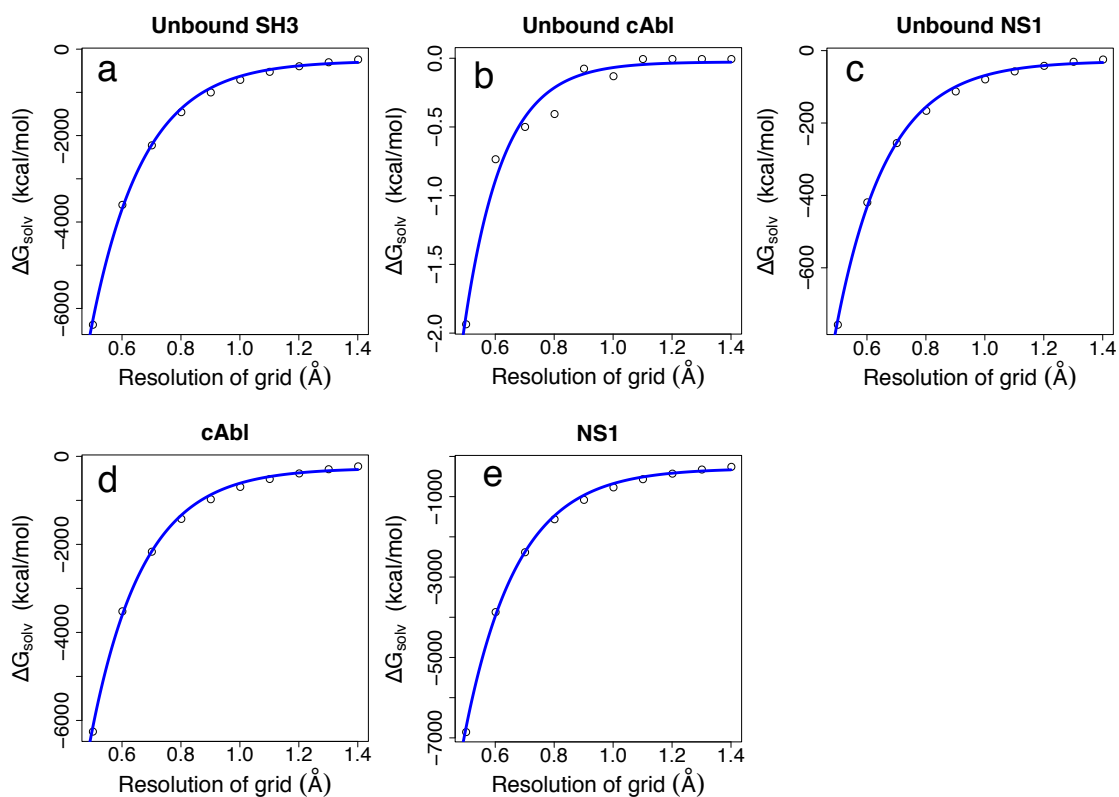 Unbound SH3
a
ΔGsolv (kcal/mol)
0
−2000
−4000
−6000
0.6 0.8 1.0 1.2 1.4
Resolution of grid (Å)
Unbound cAbl
b
ΔGsolv (kcal/mol)
0.0
−0.5
−1.0
−1.5
−2.0
0.6 0.8 1.0 1.2 1.4
Resolution of grid (Å)
Unbound NS1
c
ΔGsolv (kcal/mol)
0
−200
−400
−600
0.6 0.8 1.0 1.2 1.4
Resolution of grid (Å)
cAbl
d
ΔGsolv (kcal/mol)
0
−2000
−4000
−6000
0.6 0.8 1.0 1.2 1.4
Resolution of grid (Å)
NS1
e
ΔGsolv (kcal/mol)
−1000
−3000
−5000
−7000
0.6 0.8 1.0 1.2 1.4
Resolution of grid (Å)